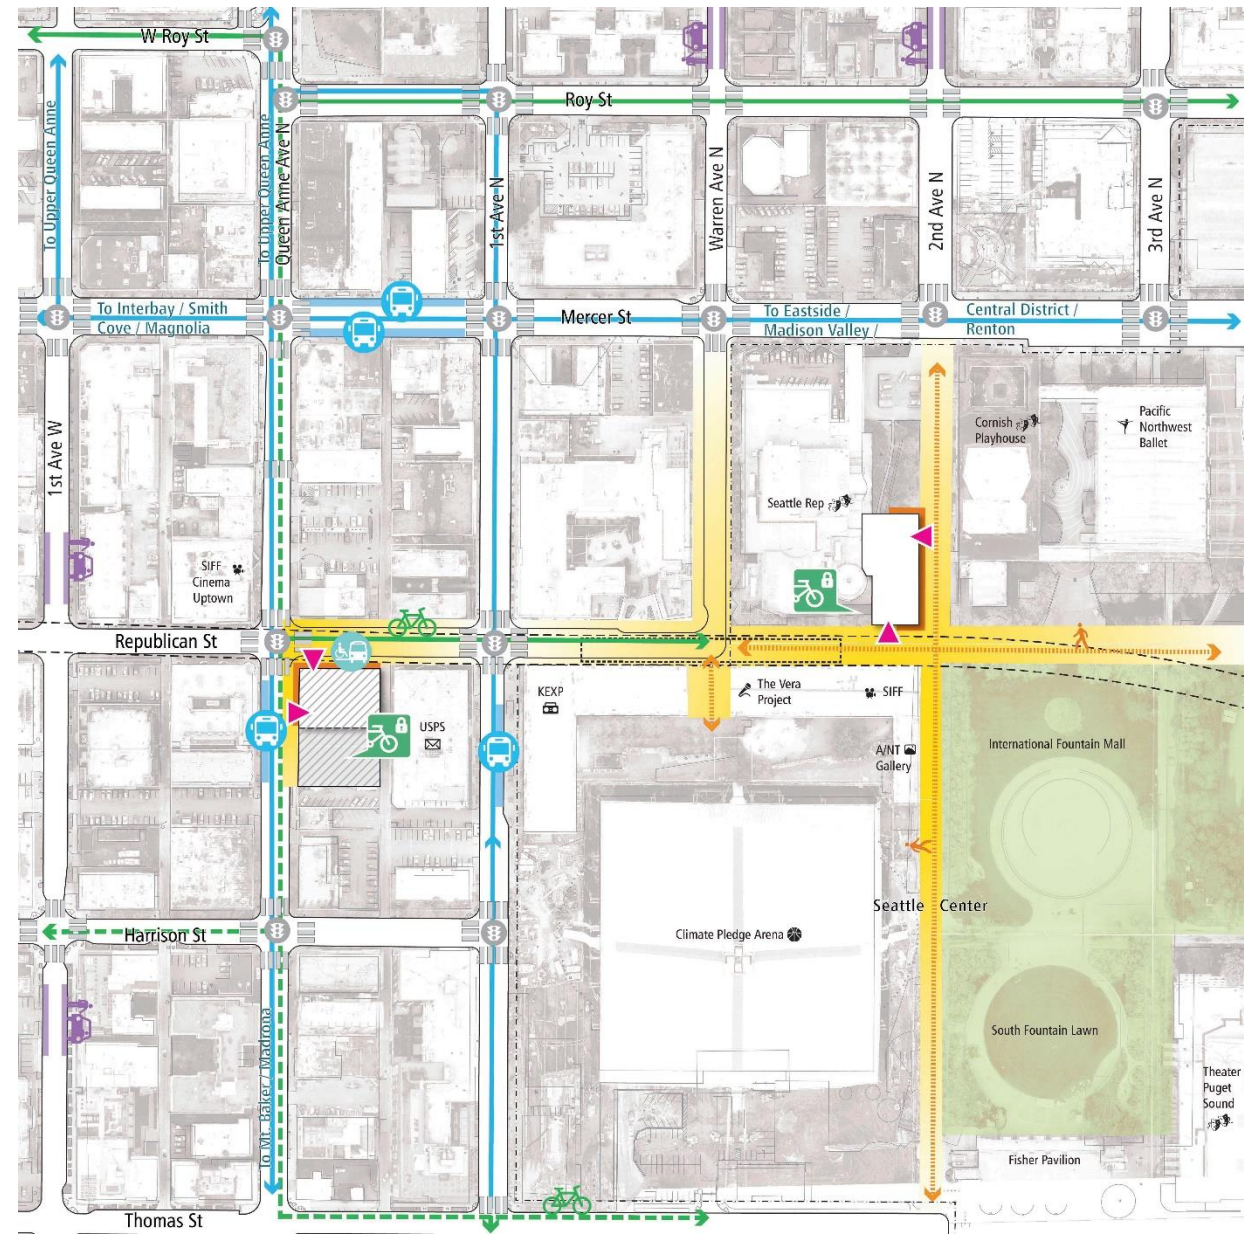 W Roy St
Roy St
To Upper Queen Anne
To Upper Queen Anne
Queen Anne Ave N
1st Ave N
Warren Ave N
2nd Ave N
3rd Ave N
To Interbay / Smith
Cove / Magnolia
Mercer St
To Eastside /
Madison Valley /
Central District /
Renton
1st Ave W
Cornish
Playhouse
Pacific
Northwest
Ballet
Seattle Rep
SIFF
Cinema
Uptown
Republican St
KEXP
The Vera
Project
SIFF
USPS
A/NT
Gallery
International Fountain Mall
Seattle Center
Harrison St
Climate Pledge Arena
South Fountain Lawn
To Mt. Baker / Madrona
Theater
Puget
Sound
Fisher Pavilion
Thomas St